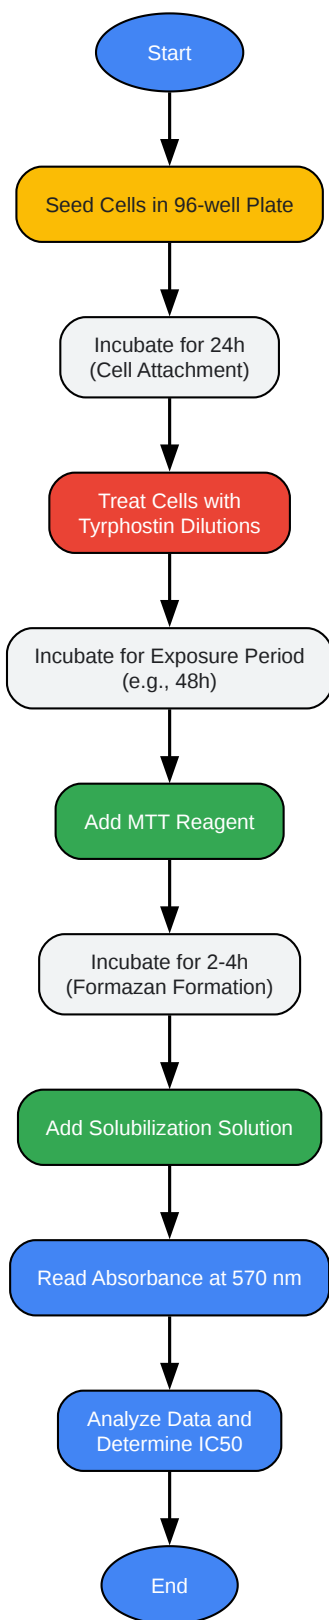 Start
Seed Cells in 96-well Plate
Incubate for 24h
(Cell Attachment)
Treat Cells with
Tyrphostin Dilutions
Incubate for Exposure Period
(e.g., 48h)
Add MTT Reagent
Incubate for 2-4h
(Formazan Formation)
Add Solubilization Solution
Read Absorbance at 570 nm
Analyze Data and
Determine IC50
End